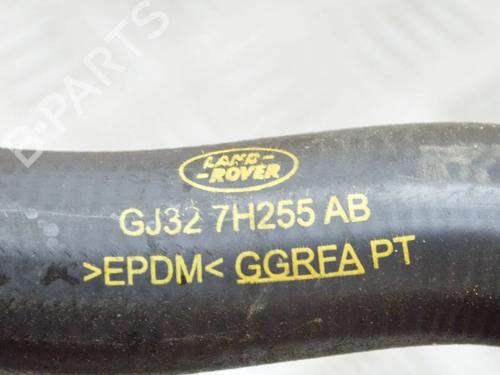 B-PARTS
LAND-
-ROVER
GJ32 7H255 AB
>EPDM< GGRFA PT